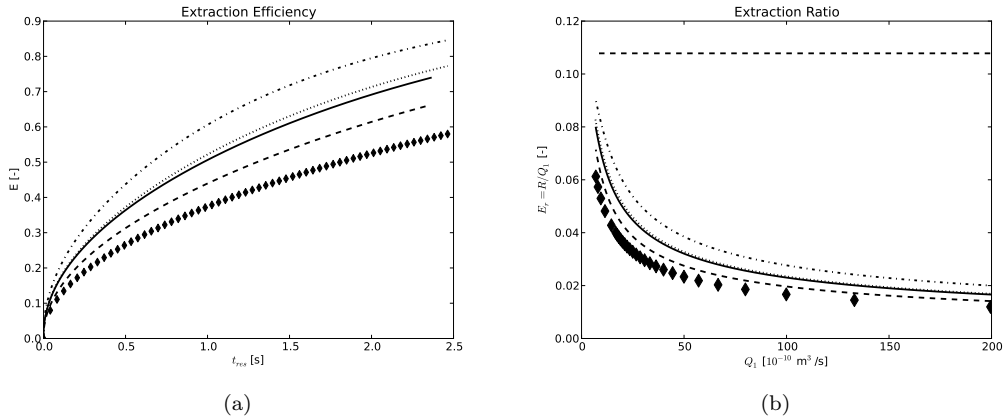 Extraction Efficiency
0.9
0.8
0.7
0.6
0.5
0.4
0.3
0.2
0.1
0.0
E [-]
0.0 0.5 1.0 1.5 2.0 2.5
t_res [s]
(a)
Extraction Ratio
0.12
0.10
0.08
0.06
0.04
0.02
0.00
E_r = R/Q_1 [-]
0 50 100 150 200
Q_1 [10^-10 m^3/s]
(b)